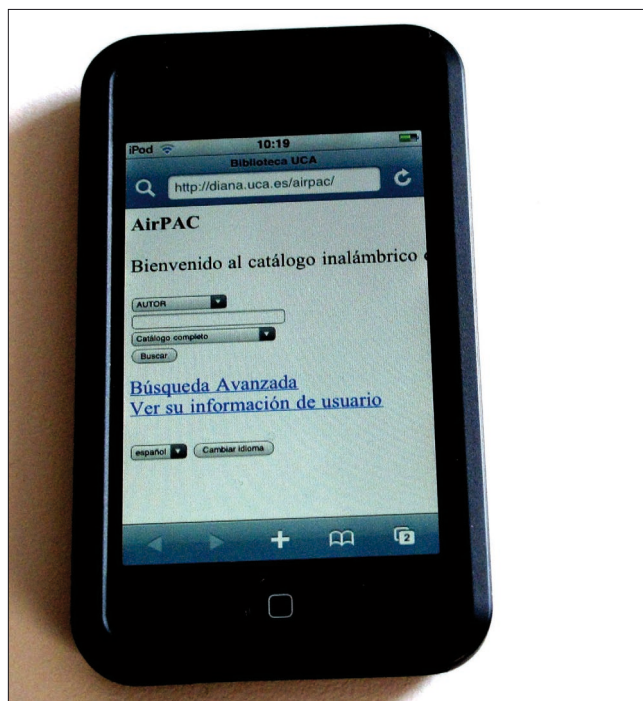 iPod 10:19
Biblioteca UCA
http://diana.uca.es/airpac/
AirPAC
Bienvenido al catálogo inalámbrico
AUTOR
Catálogo completo
Buscar
Búsqueda Avanzada
Ver su información de usuario
español Cambiar idioma
2